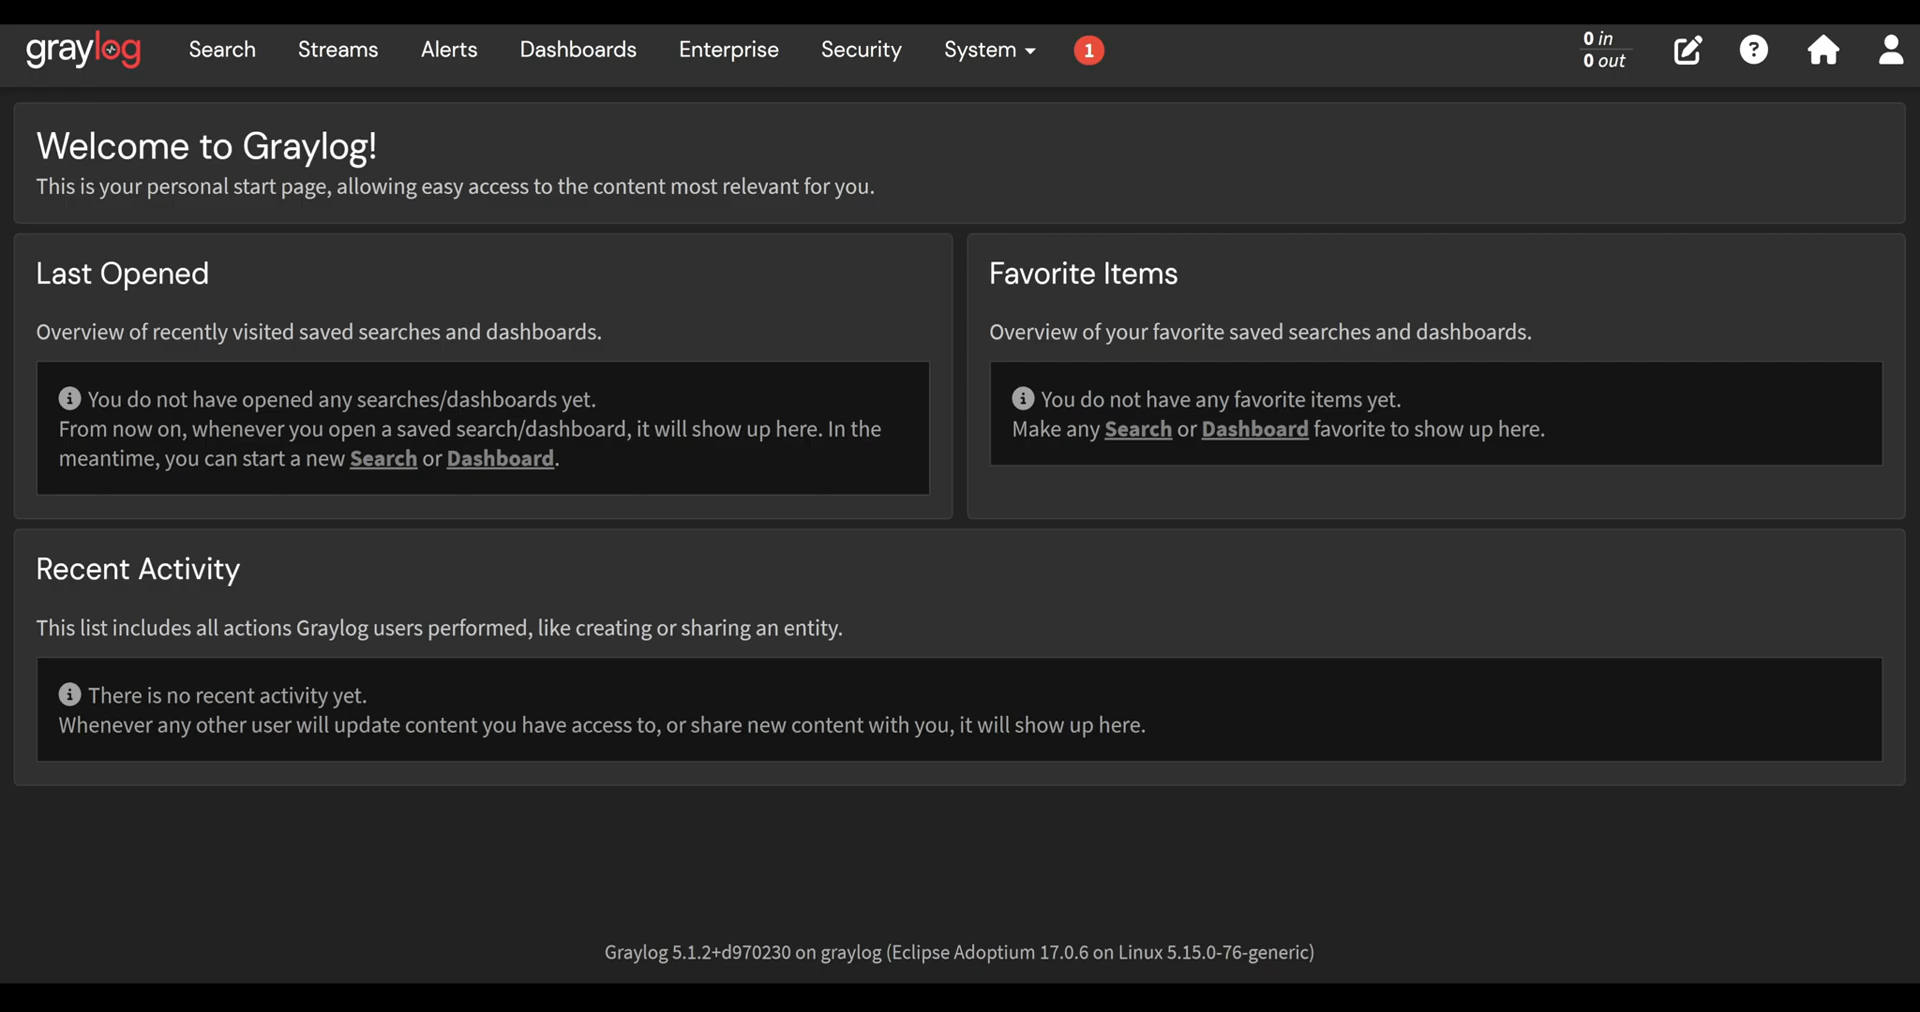 graylog Search Streams Alerts Dashboards Enterprise Security System 1 0 in
0 out
Welcome to Graylog!
This is your personal start page, allowing easy access to the content most relevant for you.
Last Opened
Overview of recently visited saved searches and dashboards.
You do not have opened any searches/dashboards yet.
From now on, whenever you open a saved search/dashboard, it will show up here. In the
meantime, you can start a new Search or Dashboard.
Favorite Items
Overview of your favorite saved searches and dashboards.
You do not have any favorite items yet.
Make any Search or Dashboard favorite to show up here.
Recent Activity
This list includes all actions Graylog users performed, like creating or sharing an entity.
There is no recent activity yet.
Whenever any other user will update content you have access to, or share new content with you, it will show up here.
Graylog 5.1.2+d970230 on graylog (Eclipse Adoptium 17.0.6 on Linux 5.15.0-76-generic)